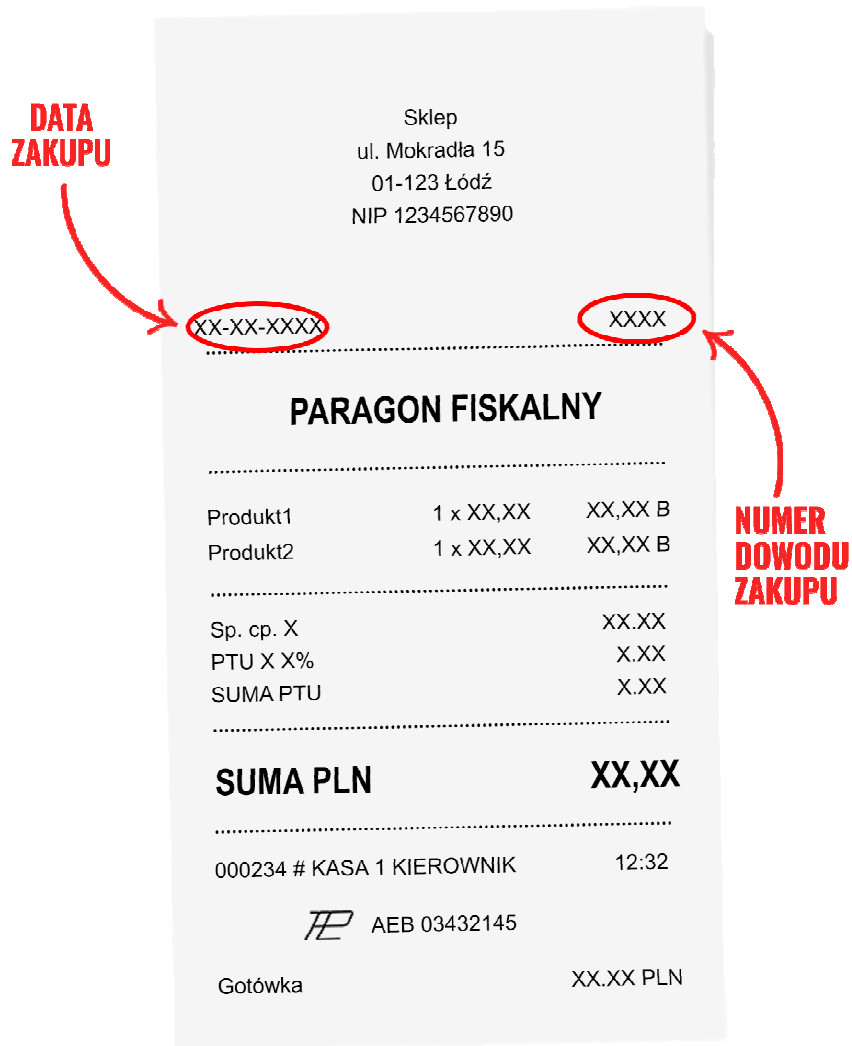 Sklep
ul. Mokradła 15
01-123 Łódź
NIP 1234567890
DATA
ZAKUPU
XX-XX-XXXX XXXX
PARAGON FISKALNY
Produkt1 1 x XX,XX XX,XX B
Produkt2 1 x XX,XX XX,XX B
NUMER
DOWODU
ZAKUPU
Sp. cp. X XX.XX
PTU X X% X.XX
SUMA PTU X.XX
SUMA PLN XX,XX
000234 # KASA 1 KIEROWNIK 12:32
AEB 03432145
Gotówka XX.XX PLN